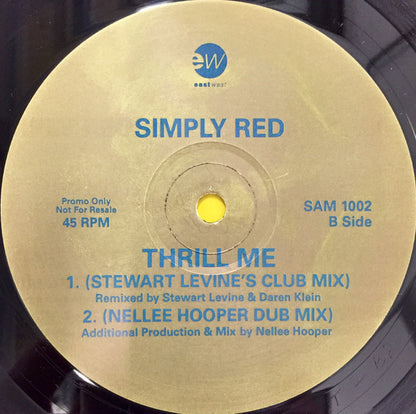 ew
eastwest
SIMPLY RED
Promo Only
Not For Resale
45 RPM
SAM 1002
B Side
THRILL ME
1. (STEWART LEVINE'S CLUB MIX)
Remixed by Stewart Levine & Daren Klein
2. (NELLEE HOOPER DUB MIX)
Additional Production & Mix by Nellee Hooper